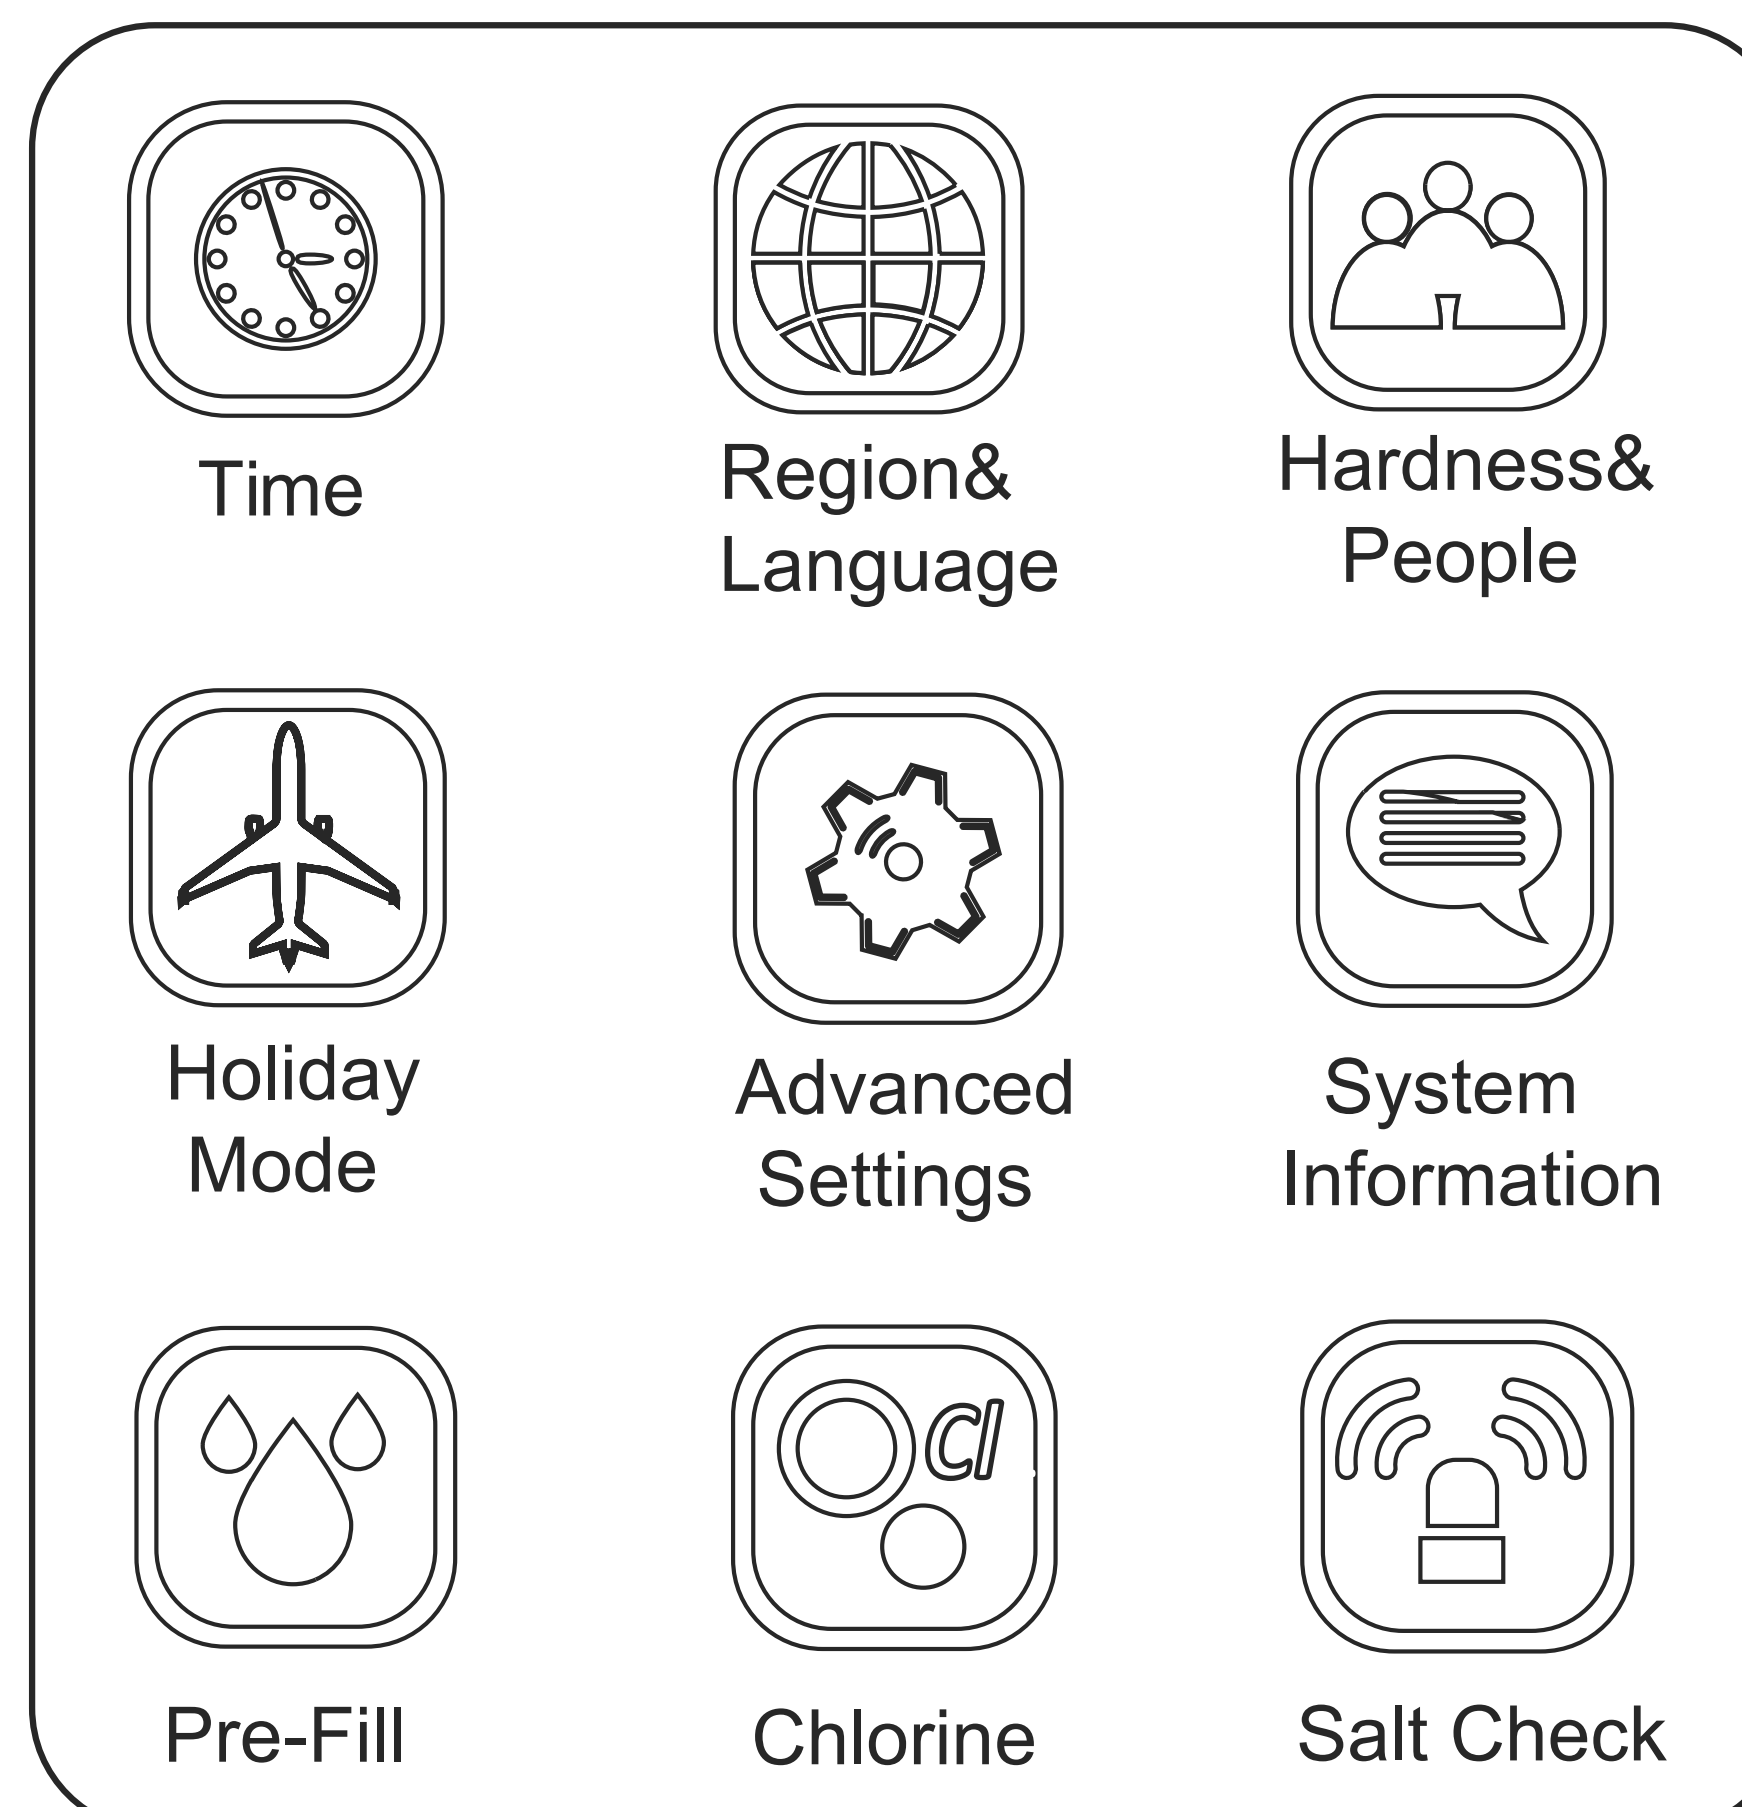 Time
Region&
Language
Hardness&
People
Holiday
Mode
Advanced
Settings
System
Information
Pre-Fill
Cl
Chlorine
Salt Check